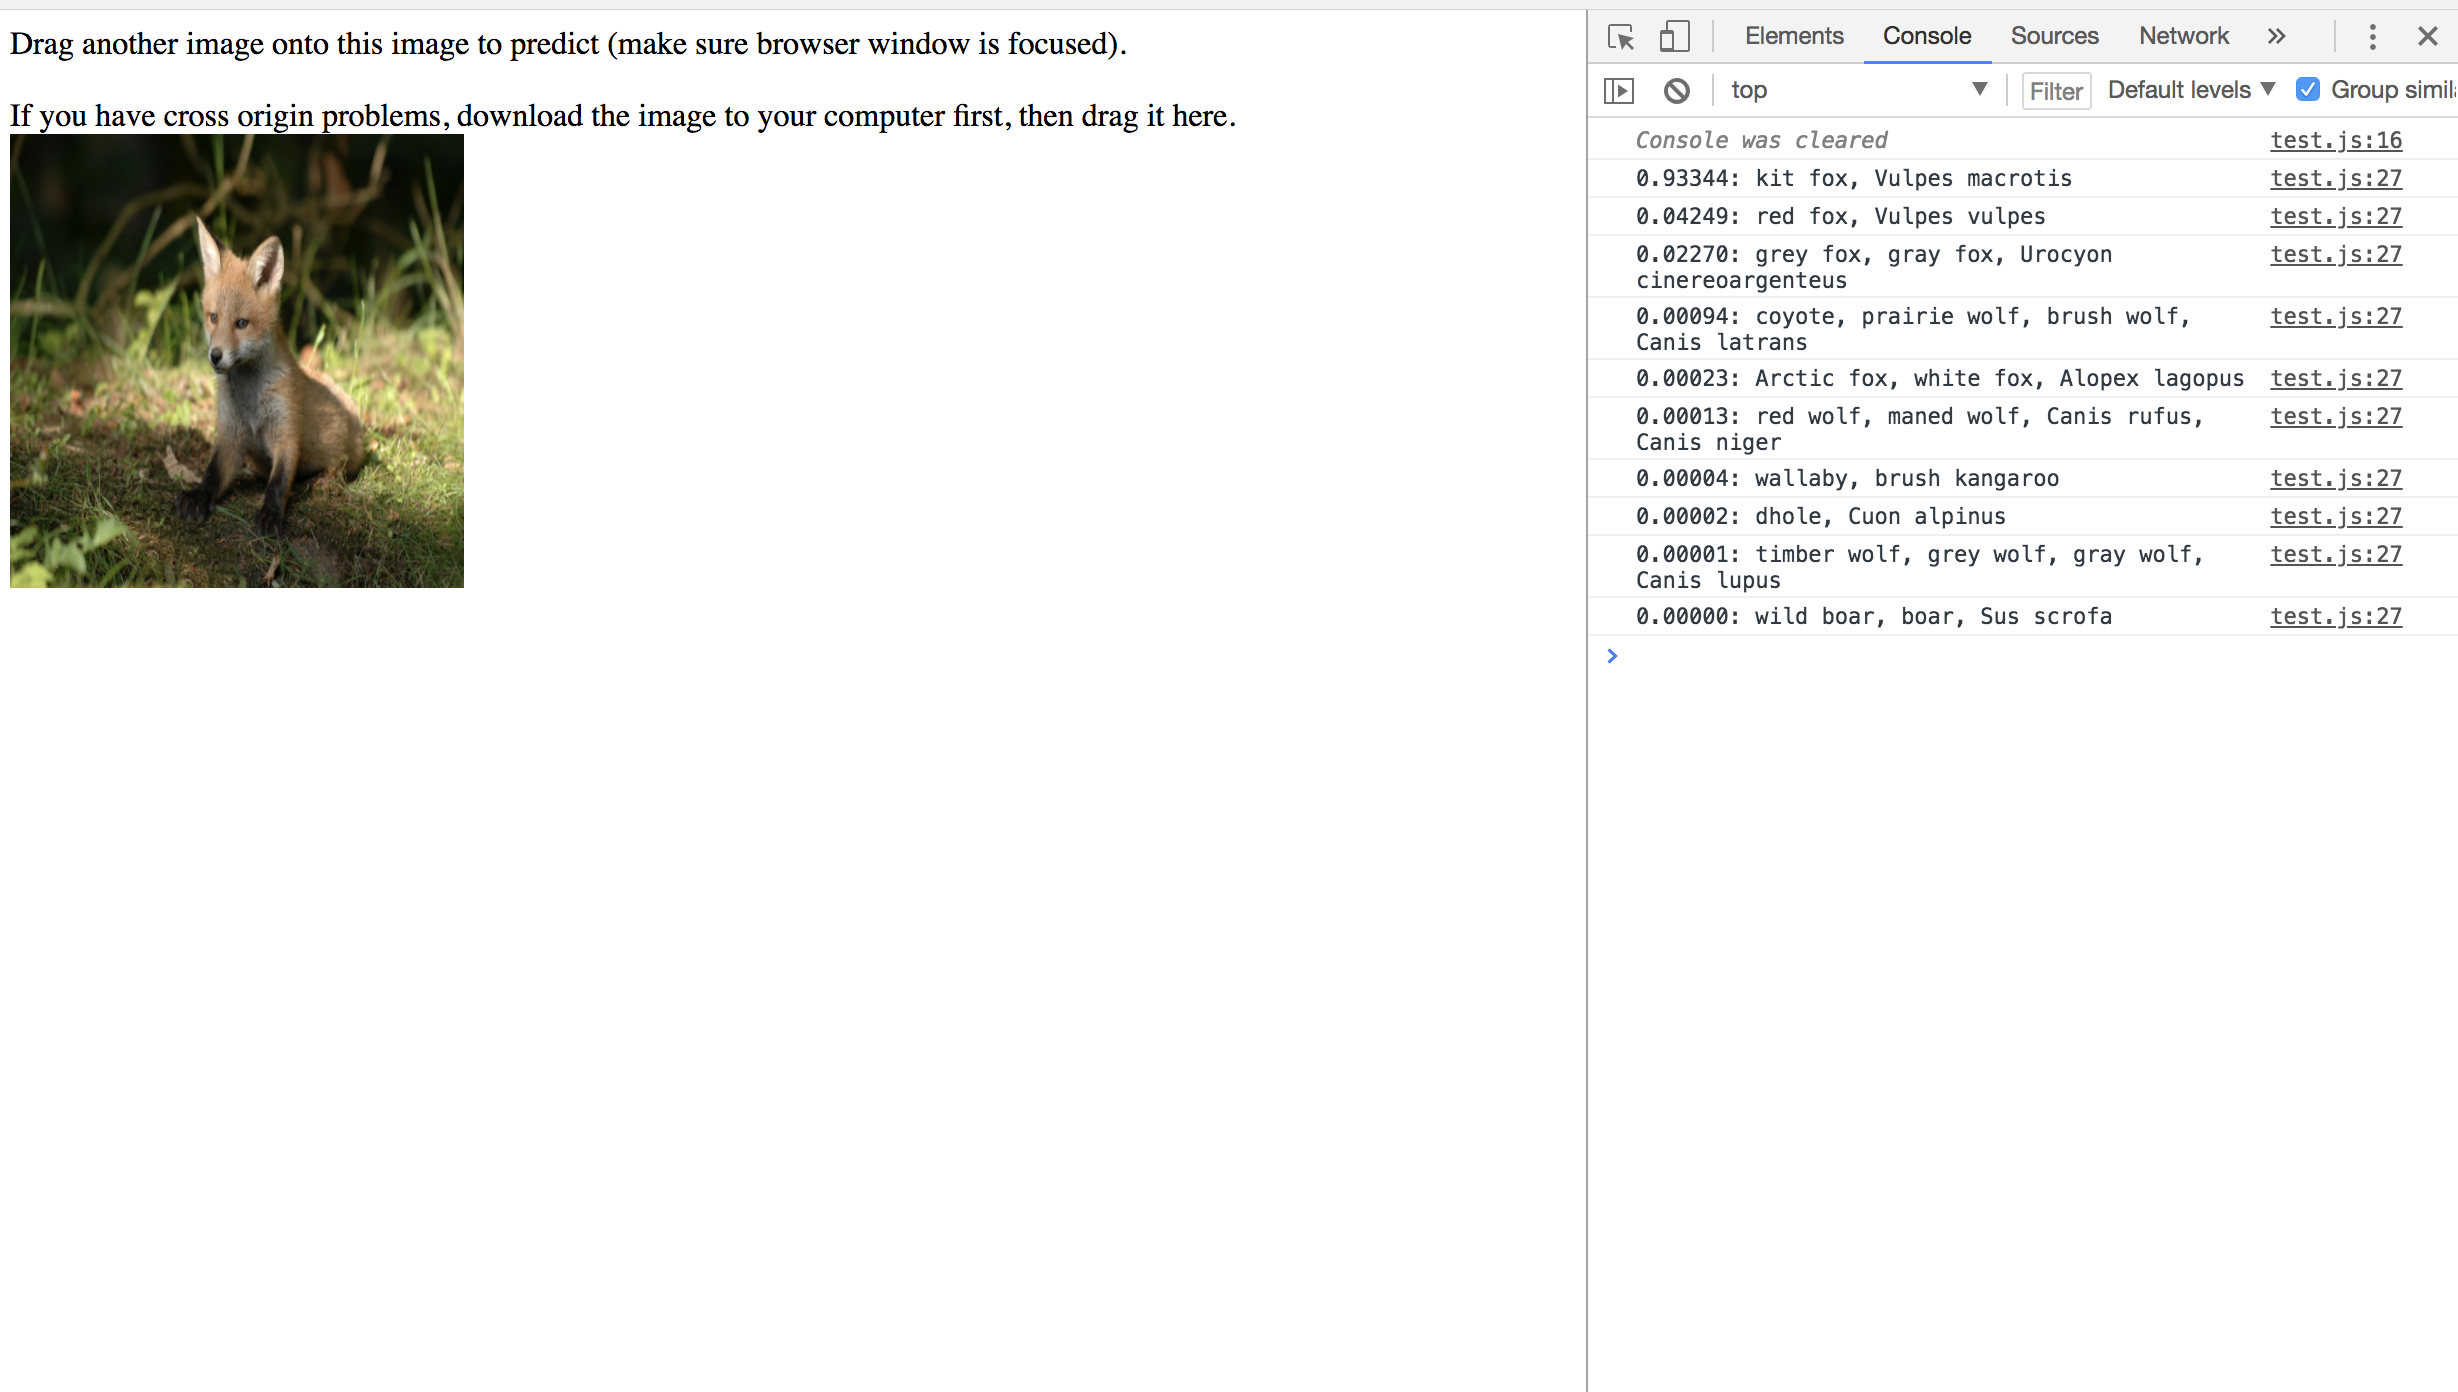 Drag another image onto this image to predict (make sure browser window is focused).
If you have cross origin problems, download the image to your computer first, then drag it here.
Elements Console Sources Network
top Filter Default levels Group simil
Console was cleared test.js:16
0.93344: kit fox, Vulpes macrotis test.js:27
0.04249: red fox, Vulpes vulpes test.js:27
0.02270: grey fox, gray fox, Urocyon test.js:27
cinereoargenteus
0.00094: coyote, prairie wolf, brush wolf, test.js:27
Canis latrans
0.00023: Arctic fox, white fox, Alopex lagopus test.js:27
0.00013: red wolf, maned wolf, Canis rufus, test.js:27
Canis niger
0.00004: wallaby, brush kangaroo test.js:27
0.00002: dhole, Cuon alpinus test.js:27
0.00001: timber wolf, grey wolf, gray wolf, test.js:27
Canis lupus
0.00000: wild boar, boar, Sus scrofa test.js:27